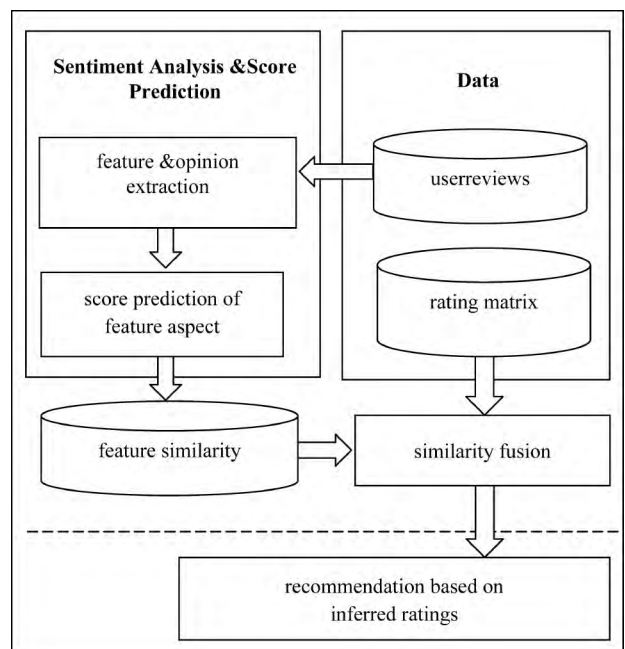 Sentiment Analysis &Score
Prediction
feature &opinion
extraction
score prediction of
feature aspect
Data
userreviews
rating matrix
feature similarity
similarity fusion
recommendation based on
inferred ratings